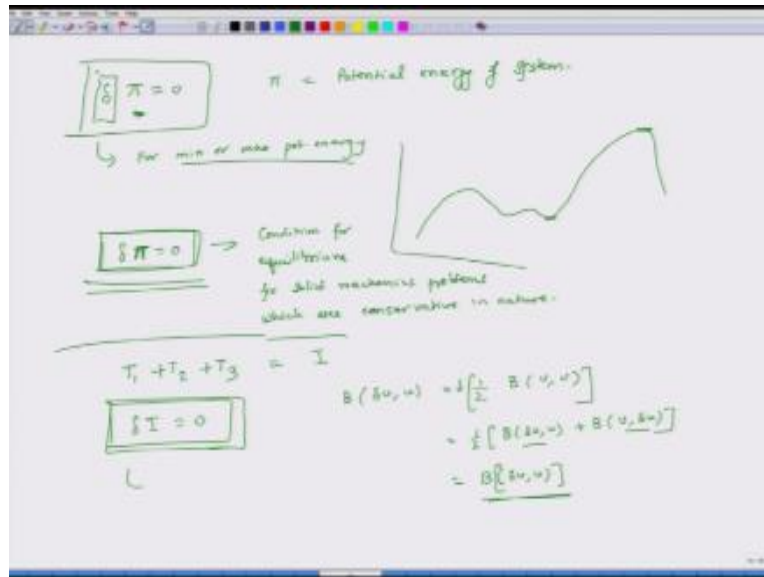 δ π = 0
π = Potential energy of system.
For min or max pot. energy
δ π = 0 → Condition for
equilibrium
for solid mechanics problems
which are conservative in nature.
T₁ + T₂ + T₃ = I
δ I = 0
B (δu, u) = δ[½ B (u, u)]
= ½ [B(δu, u) + B(u, δu)]
= B[(δu, u)]